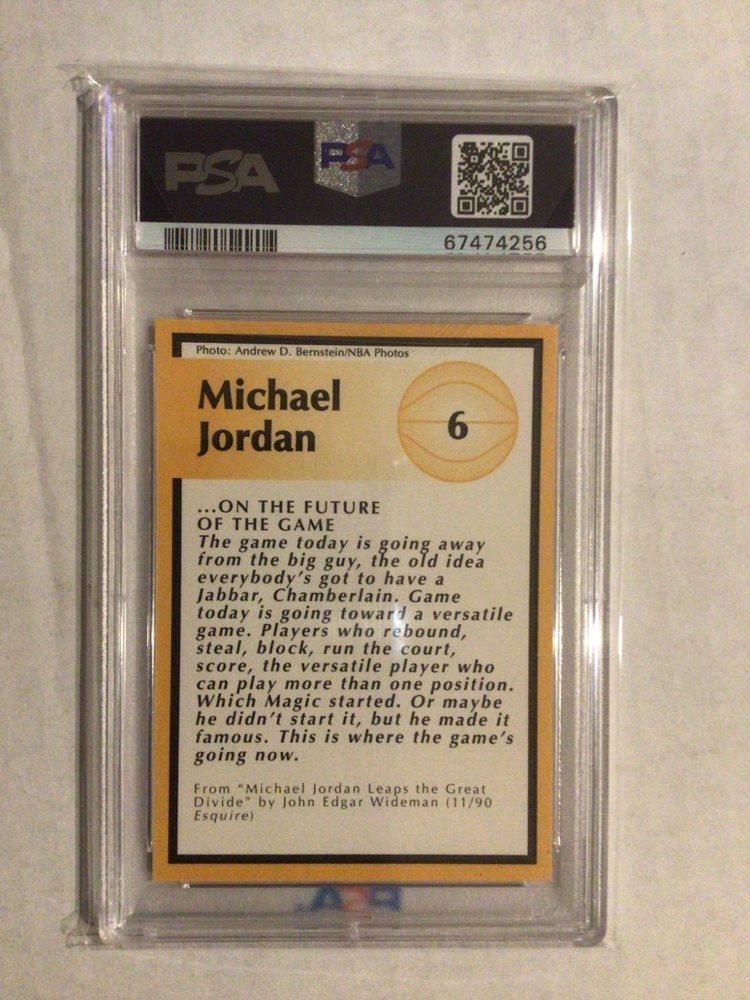 PSA
PSA
67474256
Photo: Andrew D. Bernstein/NBA Photos
Michael
Jordan
6
...ON THE FUTURE
OF THE GAME
The game today is going away
from the big guy, the old idea
everybody's got to have a
Jabbar, Chamberlain. Game
today is going toward a versatile
game. Players who rebound,
steal, block, run the court,
score, the versatile player who
can play more than one position.
Which Magic started. Or maybe
he didn't start it, but he made it
famous. This is where the game's
going now.
From "Michael Jordan Leaps the Great
Divide" by John Edgar Wideman (11/90
Esquire)
PSA